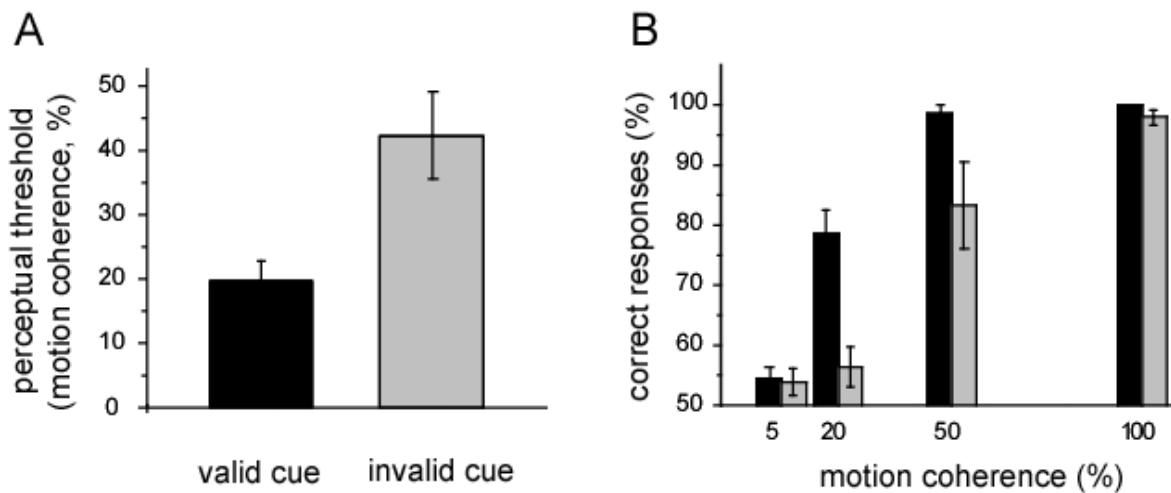 A
perceptual threshold
(motion coherence, %)
50
40
30
20
10
0
valid cue
invalid cue
B
correct responses (%)
100
90
80
70
60
50
5
20
50
100
motion coherence (%)